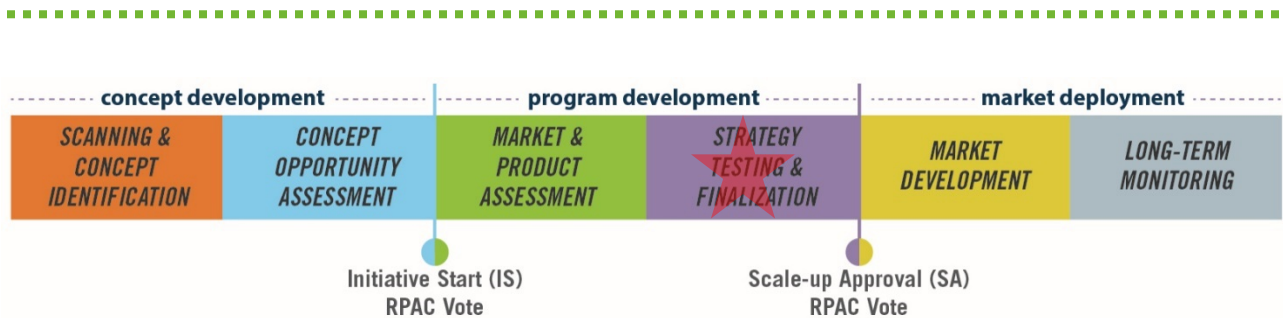 concept development
program development
market deployment
SCANNING &
CONCEPT
IDENTIFICATION
CONCEPT
OPPORTUNITY
ASSESSMENT
MARKET &
PRODUCT
ASSESSMENT
STRATEGY
TESTING &
FINALIZATION
MARKET
DEVELOPMENT
LONG-TERM
MONITORING
Initiative Start (IS)
RPAC Vote
Scale-up Approval (SA)
RPAC Vote